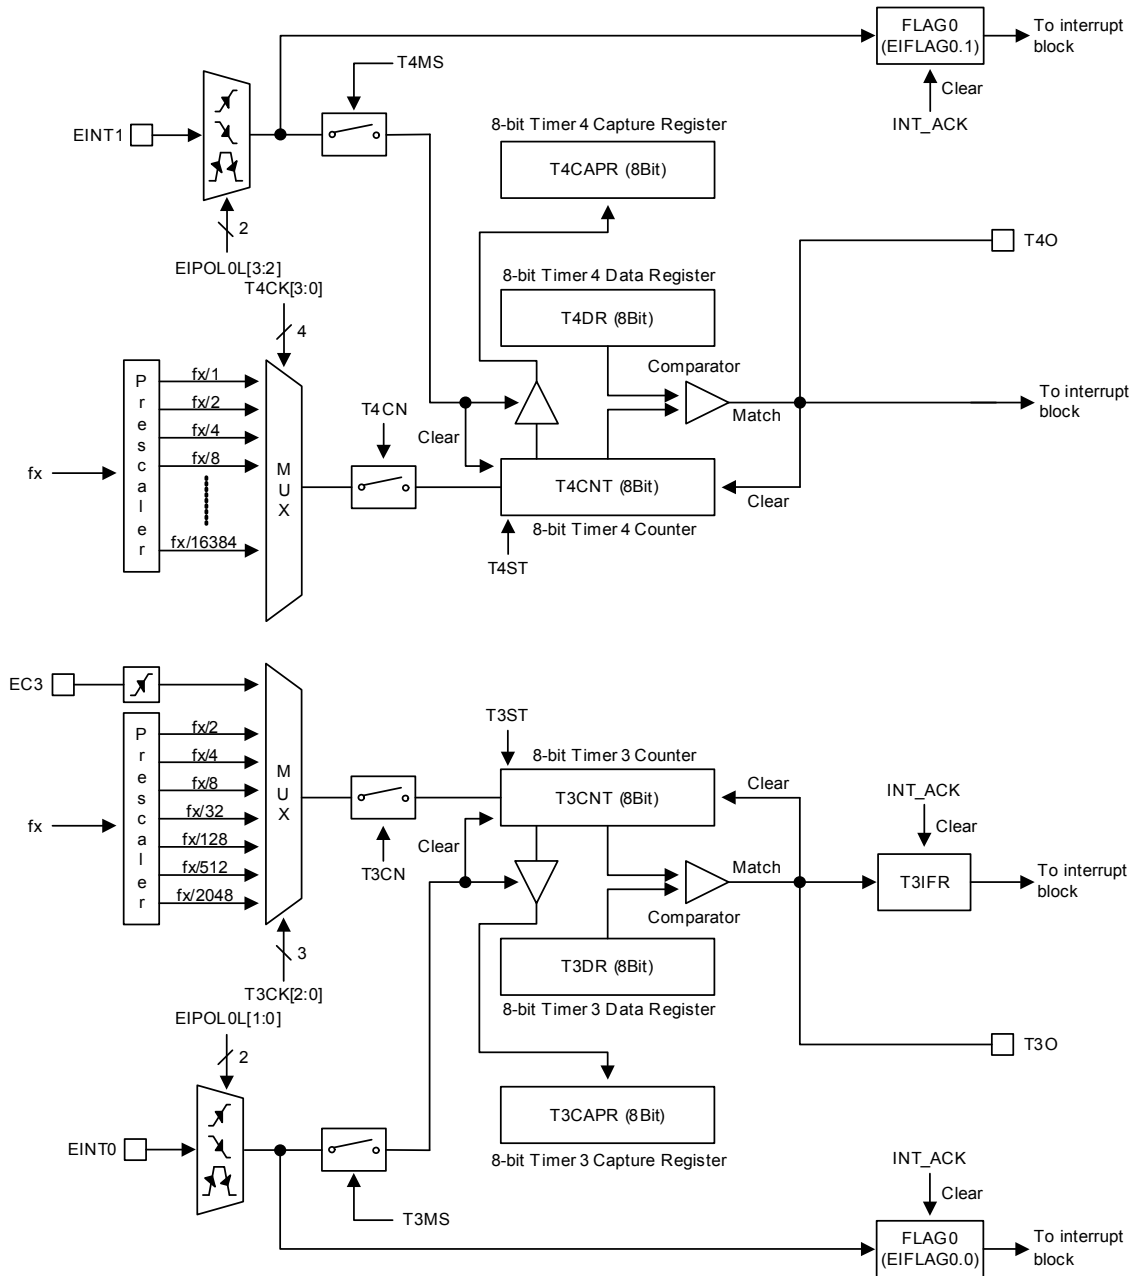 FLAG0
(EIFLAG0.1)
To interrupt
block
T4MS
Clear
INT_ACK
EINT1
8-bit Timer 4 Capture Register
T4CAPR (8Bit)
2
EIPOL0L[3:2]
T4O
T4CK[3:0]
8-bit Timer 4 Data Register
T4DR (8Bit)
4
Prescaler
fx/1
fx/2
fx/4
fx/8
fx/16384
fx
MUX
T4CN
Clear
Comparator
Match
To interrupt
block
T4CNT (8Bit)
Clear
8-bit Timer 4 Counter
T4ST
EC3
Prescaler
fx/2
fx/4
fx/8
fx/32
fx/128
fx/512
fx/2048
fx
MUX
T3ST
8-bit Timer 3 Counter
T3CNT (8Bit)
Clear
INT_ACK
Clear
Clear
T3CN
Match
T3IFR
To interrupt
block
Comparator
3
T3CK[2:0]
T3DR (8Bit)
8-bit Timer 3 Data Register
EIPOL0L[1:0]
2
T3O
T3CAPR (8Bit)
8-bit Timer 3 Capture Register
EINT0
T3MS
INT_ACK
Clear
FLAG0
(EIFLAG0.0)
To interrupt
block